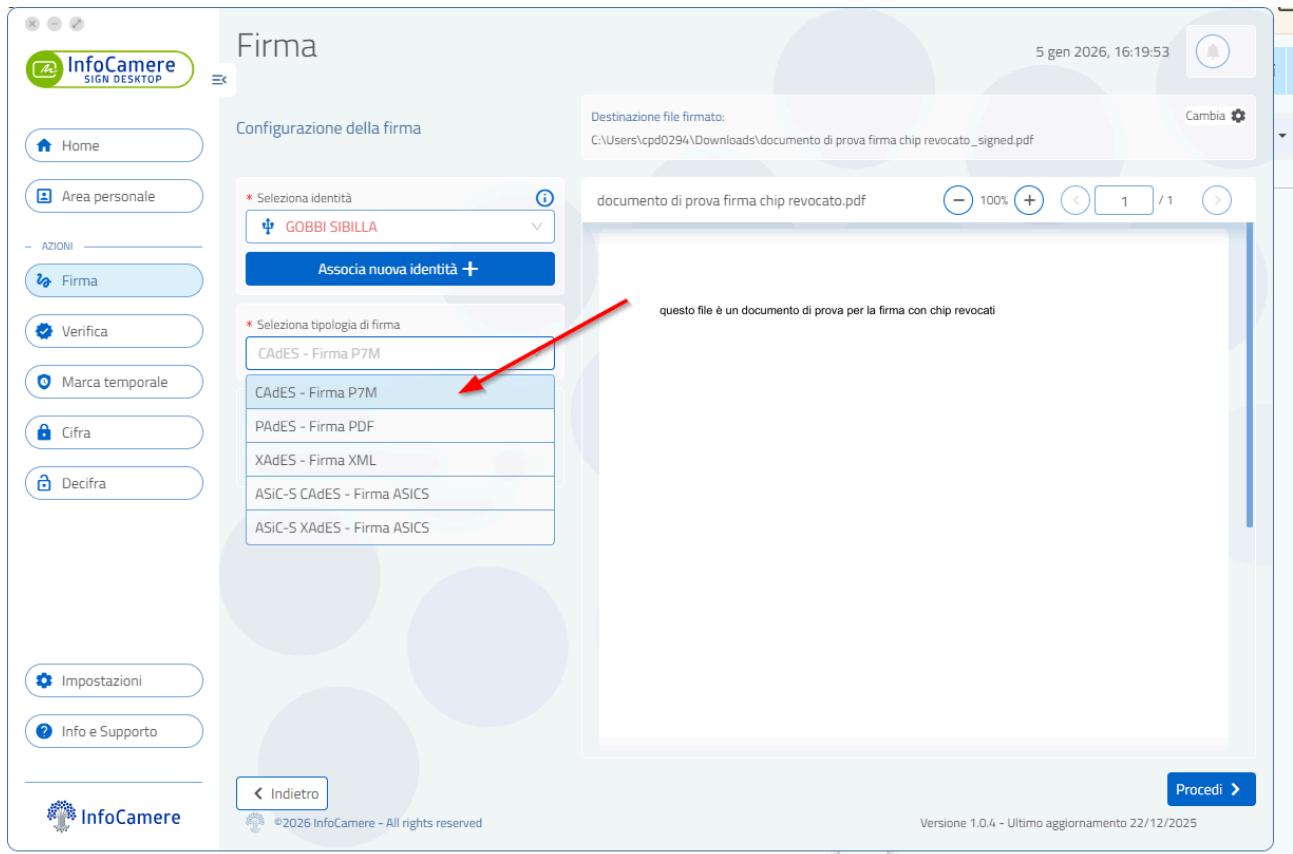 InfoCamere
SIGN DESKTOP
Home
Area personale
AZIONI
Firma
Verifica
Marca temporale
Cifra
Decifra
Impostazioni
Info e Supporto
InfoCamere
Firma
5 gen 2026, 16:19:53
Configurazione della firma
Destinazione file firmato:
Cambia
C:\Users\cpd0294\Downloads\documento di prova firma chip revocato_signed.pdf
* Seleziona identità
GOBBI SIBILLA
Associa nuova identità +
* Seleziona tipologia di firma
CAdES - Firma P7M
CAdES - Firma P7M
PAdES - Firma PDF
XAdES - Firma XML
ASiC-S CAdES - Firma ASICS
ASiC-S XAdES - Firma ASICS
documento di prova firma chip revocato.pdf
100%
1 / 1
questo file è un documento di prova per la firma con chip revocati
Indietro
Procedi
©2026 InfoCamere - All rights reserved
Versione 1.0.4 - Ultimo aggiornamento 22/12/2025